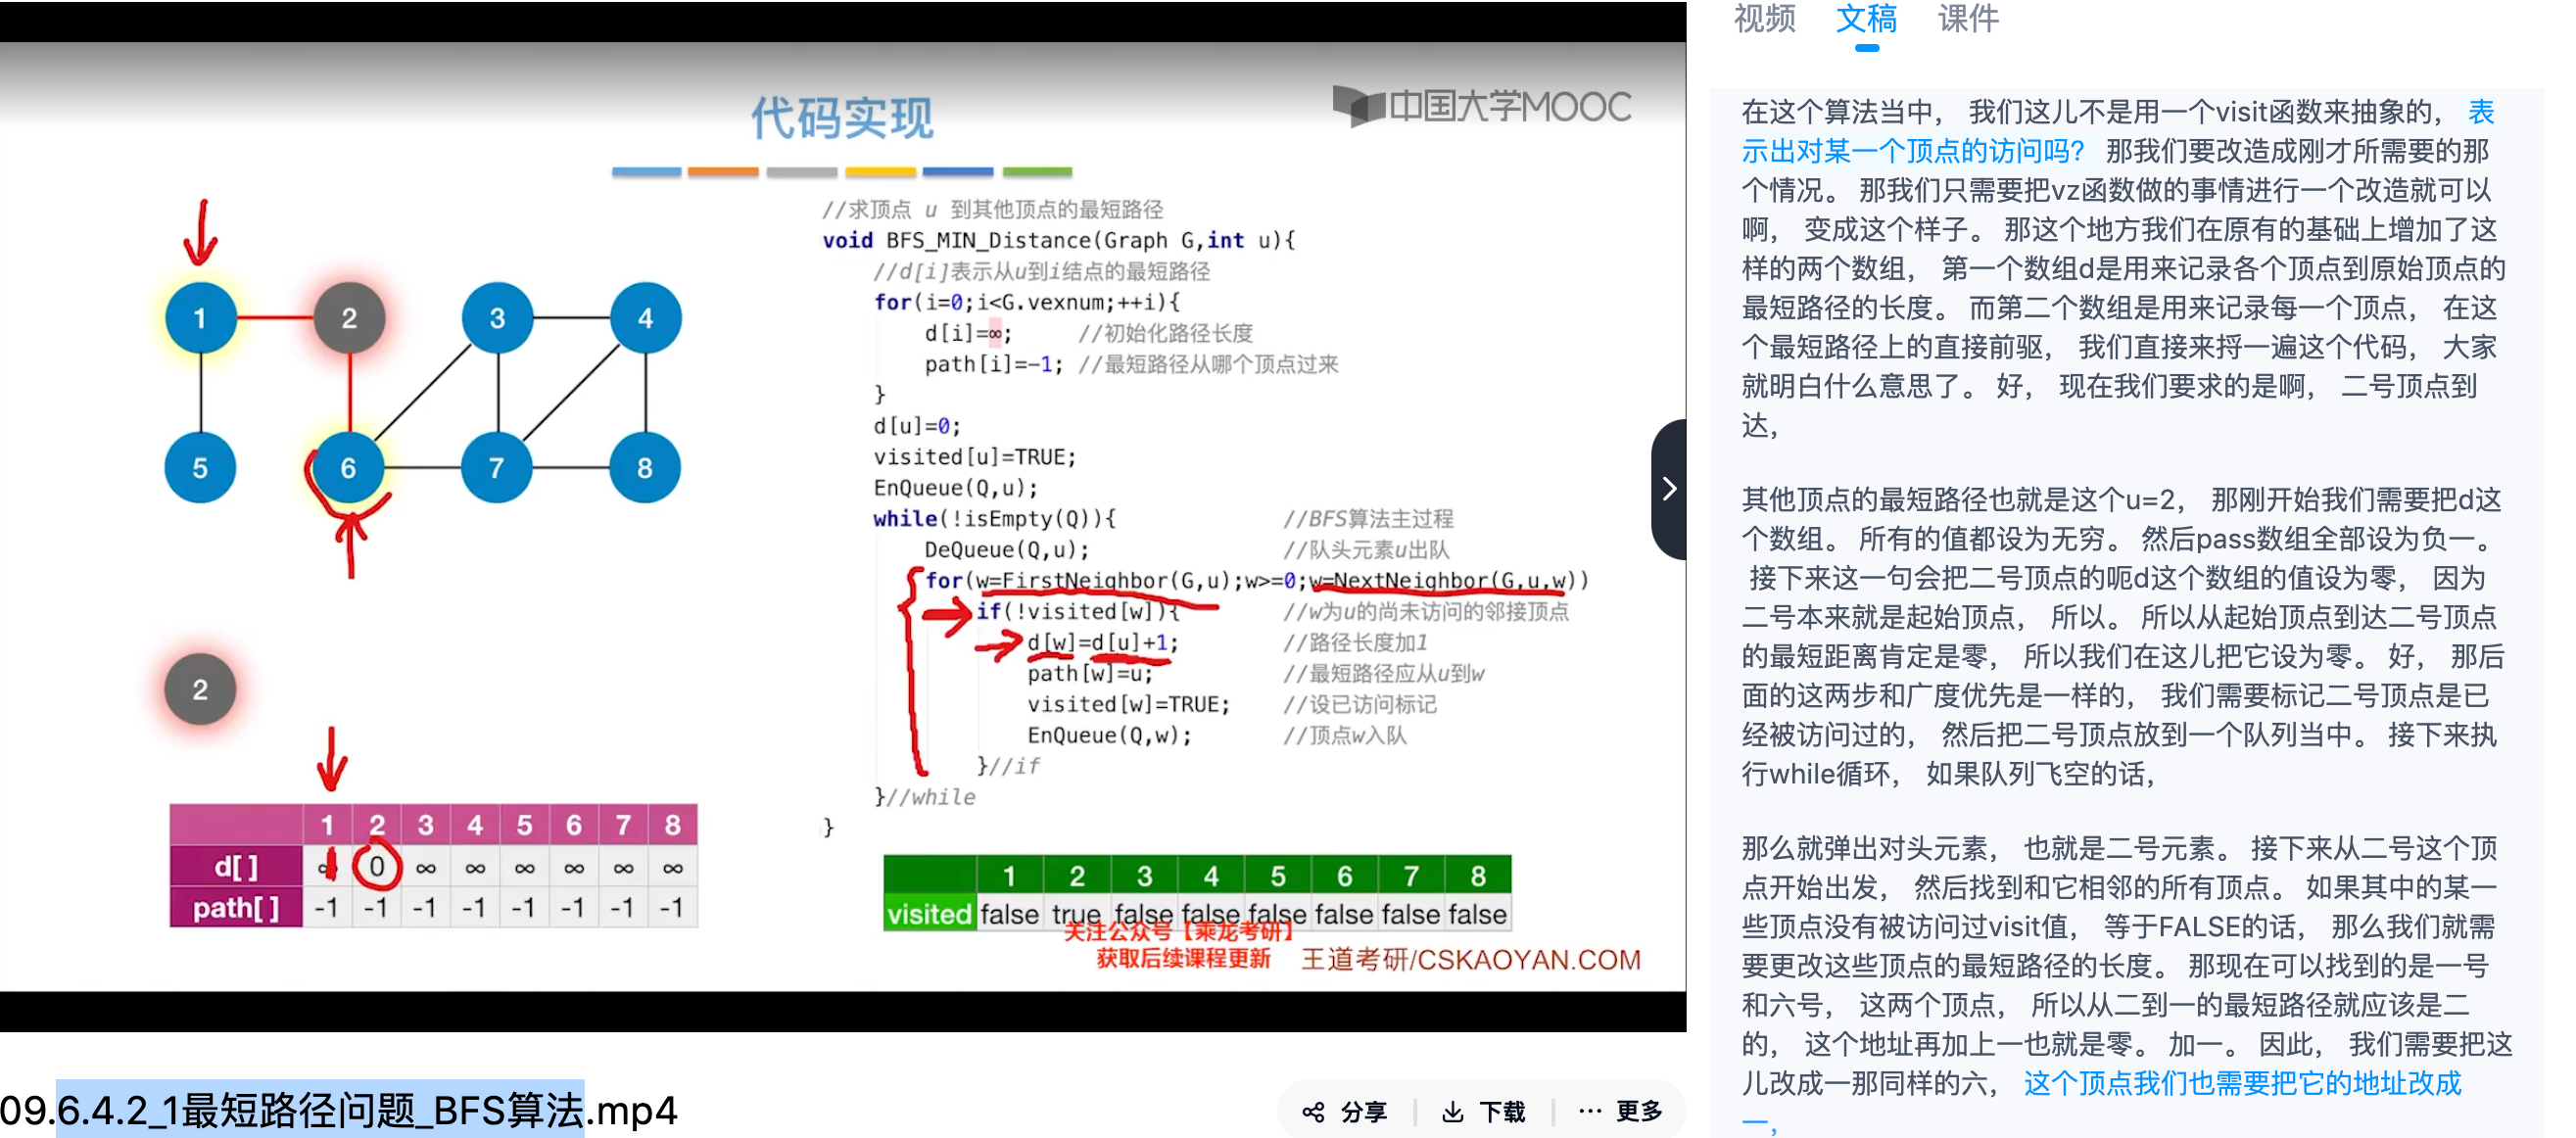 代码实现
中国大学MOOC
1
2
3
4
5
6
7
8
2
//求顶点 u 到其他顶点的最短路径
void BFS_MIN_Distance(Graph G,int u){
//d[i]表示从u到i结点的最短路径
for(i=0;i<G.vexnum;++i){
d[i]=∞; //初始化路径长度
path[i]=-1; //最短路径从哪个顶点过来
}
d[u]=0;
visited[u]=TRUE;
EnQueue(Q,u);
while(!isEmpty(Q)){ //BFS算法主过程
DeQueue(Q,u); //队头元素u出队
for(w=FirstNeighbor(G,u);w>=0;w=NextNeighbor(G,u,w))
if(!visited[w]){ //w为u的尚未访问的邻接顶点
d[w]=d[u]+1; //路径长度加1
path[w]=u; //最短路径应从u到w
visited[w]=TRUE; //设已访问标记
EnQueue(Q,w); //顶点w入队
}//if
}//while
}
1 2 3 4 5 6 7 8
d[ ] 1 0 ∞ ∞ ∞ ∞ ∞ ∞
path[ ] -1 -1 -1 -1 -1 -1 -1 -1
1 2 3 4 5 6 7 8
visited false true false false false false false false
关注公众号【乘龙考研】
获取后续课程更新
王道考研/CSKAOYAN.COM
09.6.4.2_1最短路径问题_BFS算法.mp4
分享 下载 更多
视频 文稿 课件
在这个算法当中， 我们这儿不是用一个visit函数来抽象的， 表
示出对某一个顶点的访问吗? 那我们要改造成刚才所需要的那
个情况。 那我们只需要把vz函数做的事情进行一个改造就可以
啊， 变成这个样子。 那这个地方我们在原有的基础上增加了这
样的两个数组， 第一个数组d是用来记录各个顶点到原始顶点的
最短路径的长度。 而第二个数组是用来记录每一个顶点， 在这
个最短路径上的直接前驱， 我们直接来捋一遍这个代码， 大家
就明白什么意思了。 好， 现在我们要求的是啊， 二号顶点到
达，
其他顶点的最短路径也就是这个u=2， 那刚开始我们需要把d这
个数组。 所有的值都设为无穷。 然后pass数组全部设为负一。
接下来这一句会把二号顶点的呃d这个数组的值设为零， 因为
二号本来就是起始顶点， 所以。 所以从起始顶点到达二号顶点
的最短距离肯定是零， 所以我们在这儿把它设为零。 好， 那后
面的这两步和广度优先是一样的， 我们需要标记二号顶点是已
经被访问过的， 然后把二号顶点放到一个队列当中。 接下来执
行while循环， 如果队列飞空的话，
那么就弹出对头元素， 也就是二号元素。 接下来从二号这个顶
点开始出发， 然后找到和它相邻的所有顶点。 如果其中的某一
些顶点没有被访问过visit值， 等于FALSE的话， 那么我们就需
要更改这些顶点的最短路径的长度。 那现在可以找到的是一号
和六号， 这两个顶点， 所以从二到一的最短路径就应该是二
的， 这个地址再加上一也就是零。 加一。 因此， 我们需要把这
儿改成一那同样的六， 这个顶点我们也需要把它的地址改成
一，